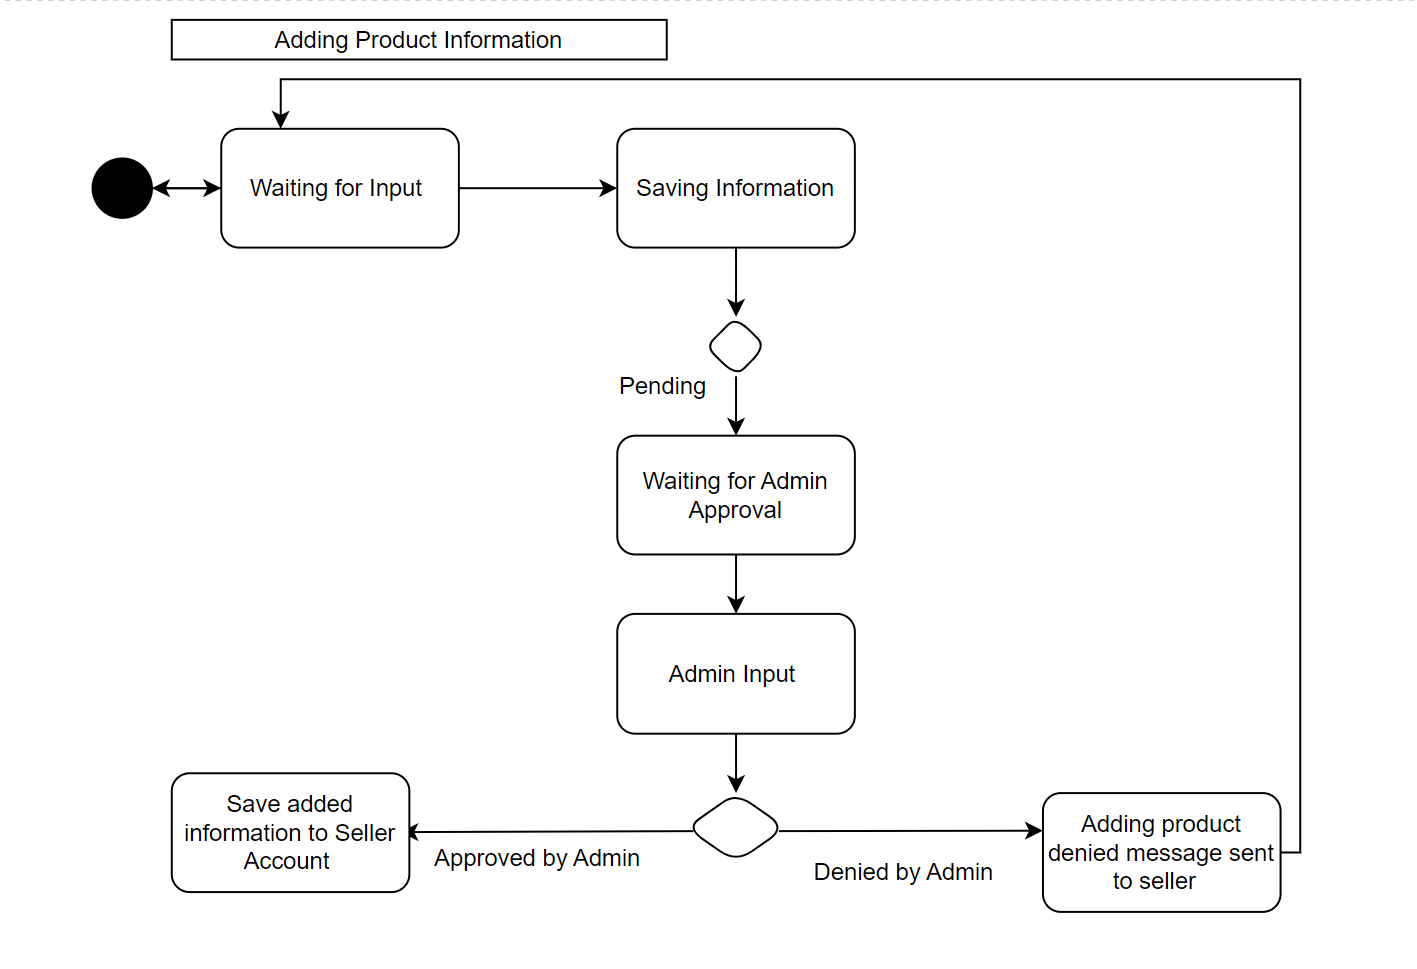 Adding Product Information
Waiting for Input
Saving Information
Pending
Waiting for Admin
Approval
Admin Input
Save added
information to Seller
Account
Approved by Admin
Denied by Admin
Adding product
denied message sent
to seller